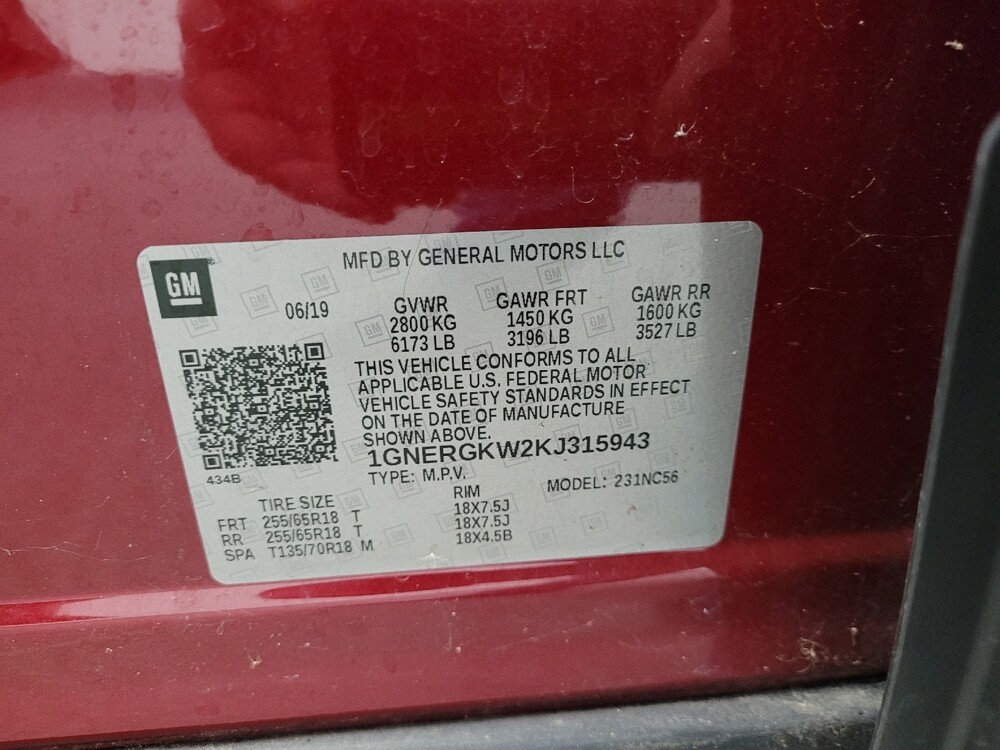 GM
MFD BY GENERAL MOTORS LLC
06/19
GVWR GAWR FRT GAWR RR
2800 KG 1450 KG 1600 KG
6173 LB 3196 LB 3527 LB
THIS VEHICLE CONFORMS TO ALL
APPLICABLE U.S. FEDERAL MOTOR
VEHICLE SAFETY STANDARDS IN EFFECT
ON THE DATE OF MANUFACTURE
SHOWN ABOVE.
1GNERGKW2KJ315943
434B
TYPE: M.P.V. MODEL: 231NC56
TIRE SIZE RIM
FRT 255/65R18 T 18X7.5J
RR 255/65R18 T 18X7.5J
SPA T135/70R18 M 18X4.5B